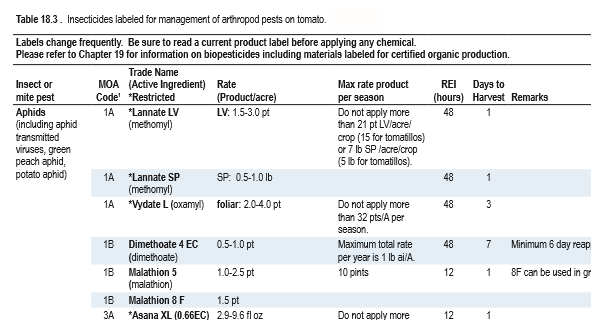 Table 18.3 . Insecticides labeled for management of arthropod pests on tomato.
Labels change frequently. Be sure to read a current product label before applying any chemical.
Please refer to Chapter 19 for information on biopesticides including materials labeled for certified organic production.
Insect or mite pest MOA Code¹ Trade Name (Active Ingredient) *Restricted Rate (Product/acre) Max rate product per season REI (hours) Days to Harvest Remarks
Aphids 1A *Lannate LV LV: 1.5-3.0 pt Do not apply more 48 1
(including aphid (methomyl) than 21 pt LV/acre/
transmitted crop (15 for tomatillos)
viruses, green or 7 lb SP /acre/crop
peach aphid, (5 lb for tomatillos).
potato aphid)
1A *Lannate SP SP: 0.5-1.0 lb 48 1
(methomyl)
1A *Vydate L (oxamyl) foliar: 2.0-4.0 pt Do not apply more 48 3
than 32 pts/A per
season.
1B Dimethoate 4 EC 0.5-1.0 pt Maximum total rate 48 7 Minimum 6 day
(dimethoate) per year is 1 lb ai/A.
1B Malathion 5 1.0-2.5 pt 10 pints 12 1 8F can be used in
(malathion)
1B Malathion 8 F 1.5 pt
3A *Asana XL (0.66EC) 2.9-9.6 fl oz Do not apply more 12 1